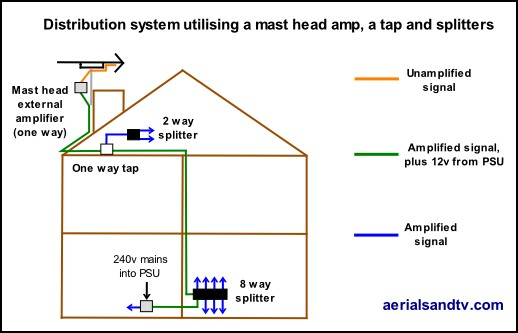 Distribution system utilising a mast head amp, a tap and splitters
Mast head
external
amplifier
(one way)
2 way
splitter
One way tap
240v mains
into PSU
8 way
splitter
Unamplified
signal
Amplified signal,
plus 12v from PSU
Amplified
signal
aerialsandtv.com